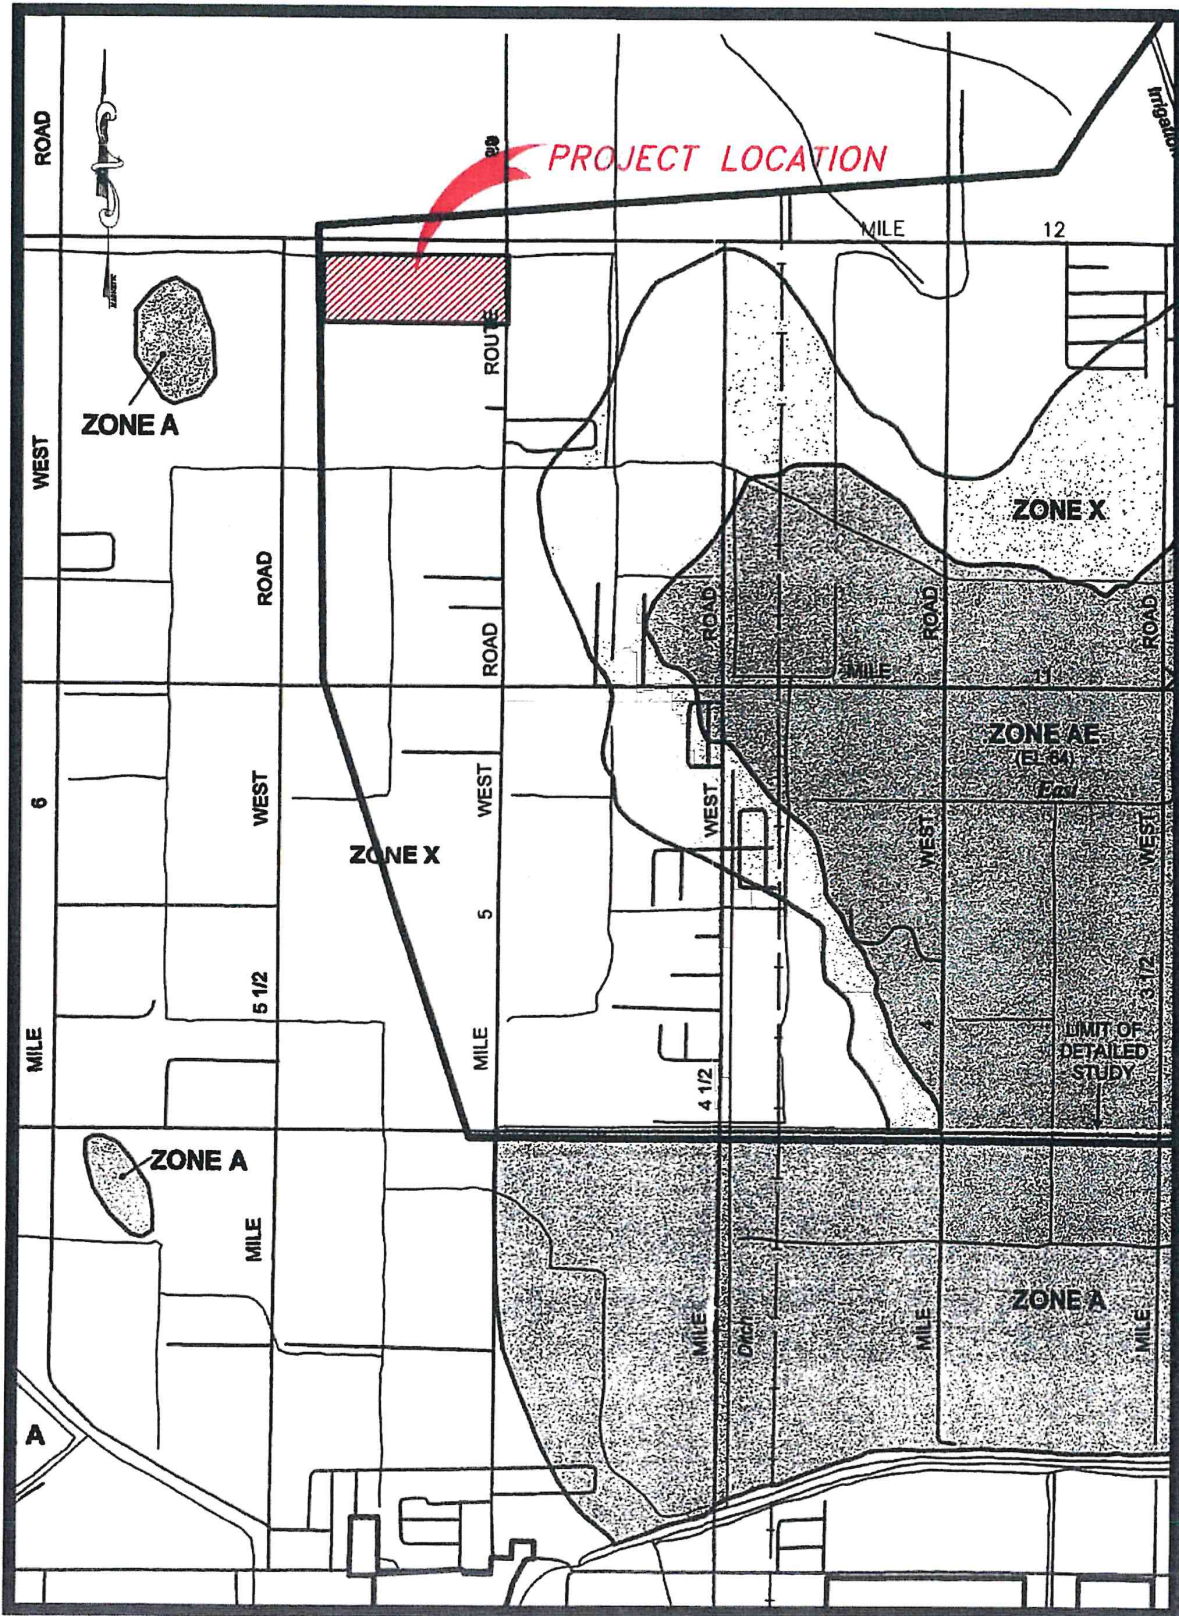 ROAD
PROJECT LOCATION
Irrigation
MILE
12
ZONE A
ROUTE
WEST
ZONE X
ROAD
ROAD
ROAD
ROAD
ROAD
MILE
11
ZONE AE
(EL 64)
East
6
WEST
WEST
WEST
WEST
WEST
ZONE X
5
5 1/2
3 1/2
4
LIMIT OF
DETAILED
STUDY
MILE
MILE
4 1/2
ZONE A
MILE
ZONE A
MILE
Ditch
MILE
MILE
A